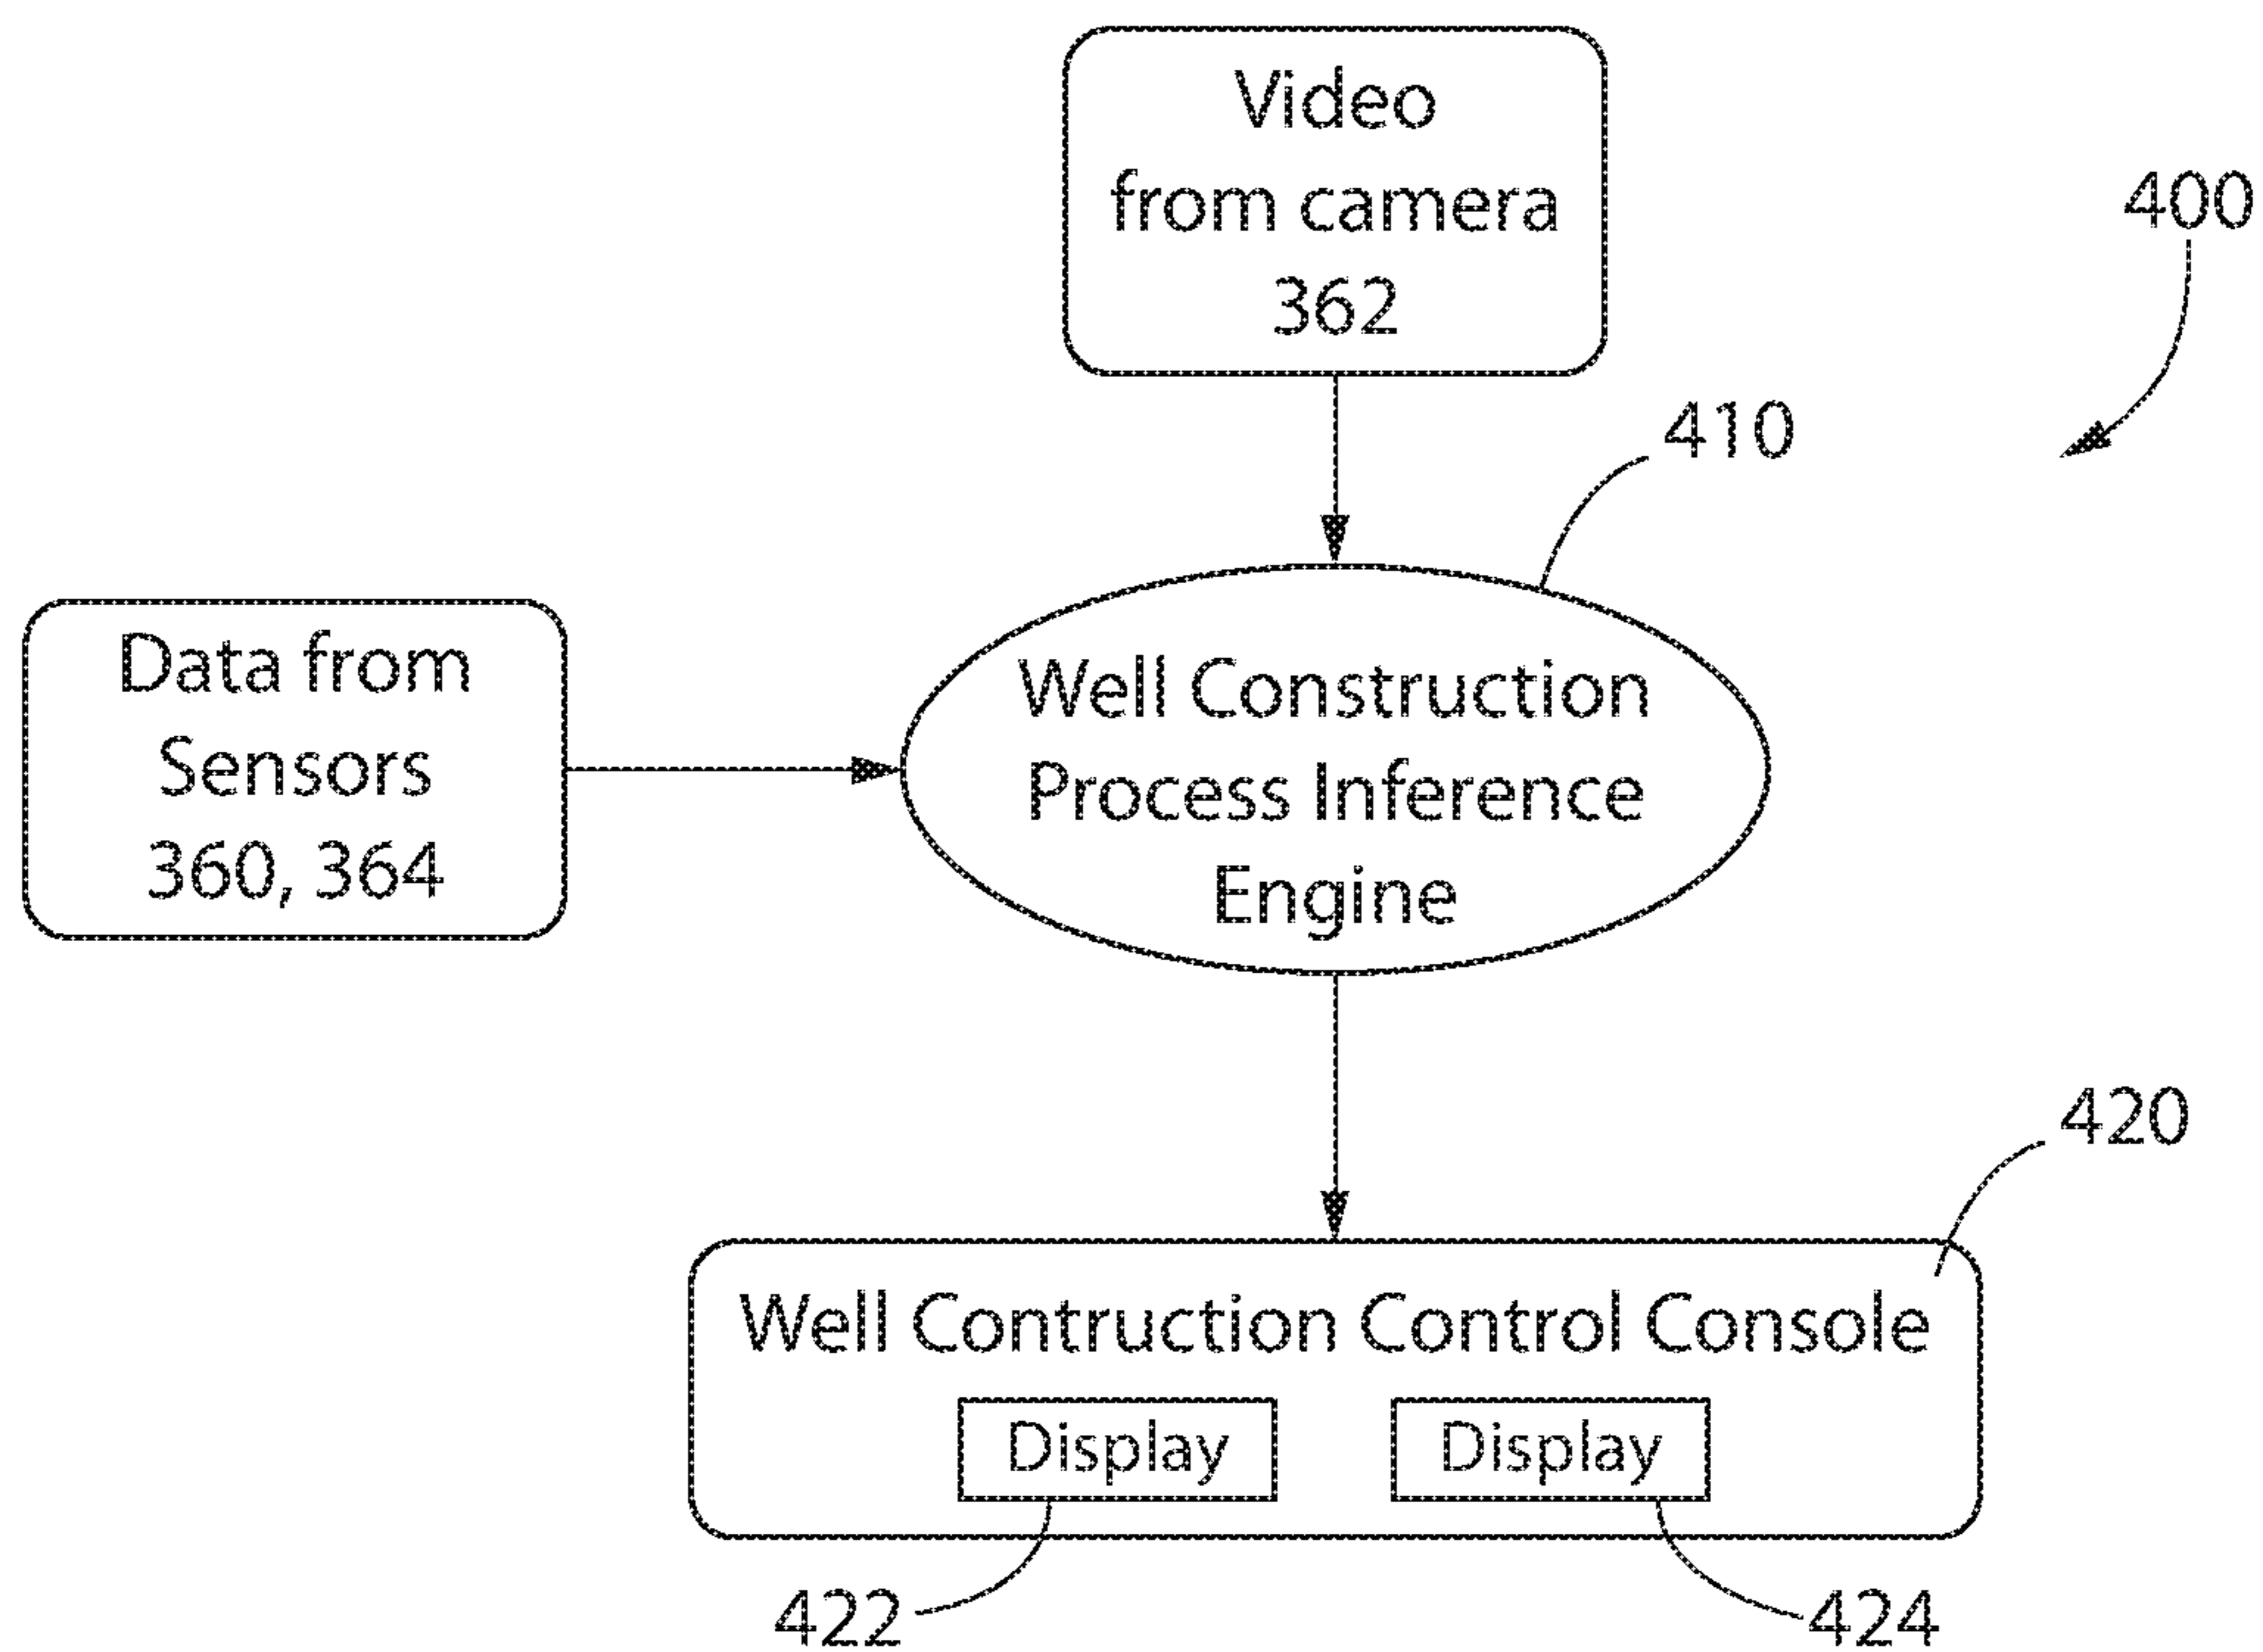 Video
from camera
362
400
410
Data from
Sensors
360, 364
Well Construction
Process Inference
Engine
420
Well Contruction Control Console
Display
Display
422
424